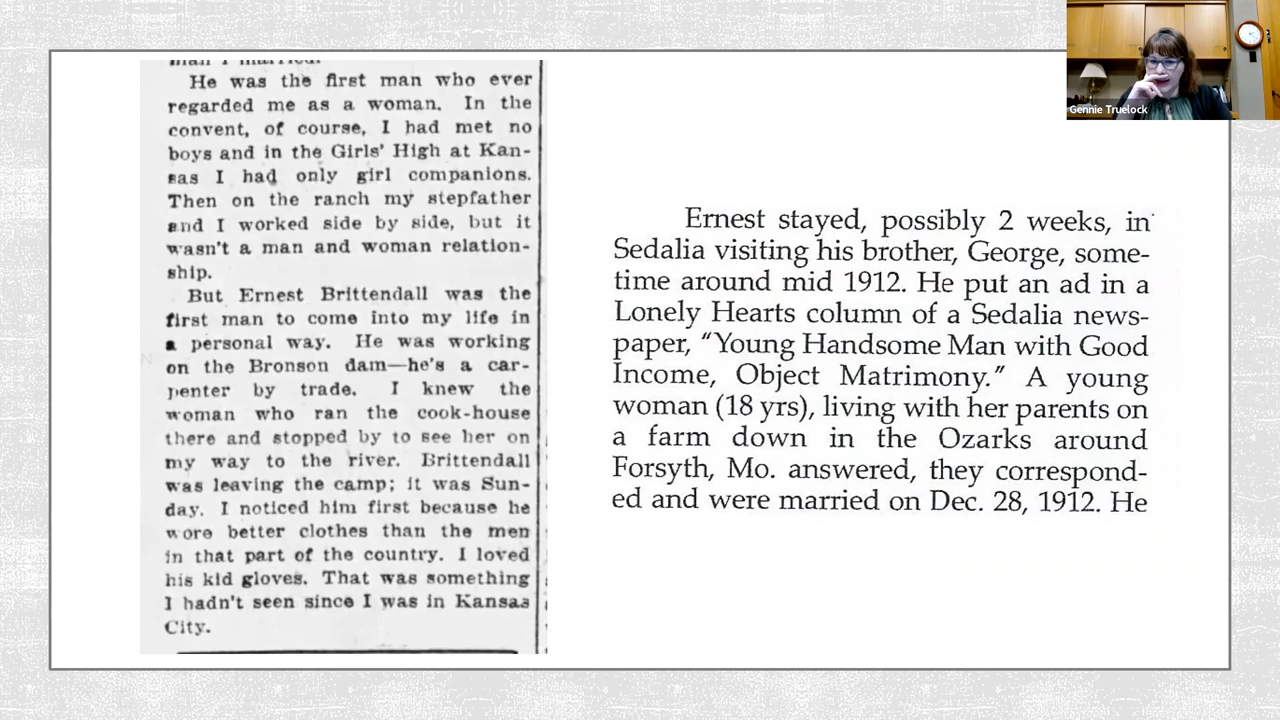 man I married.
He was the first man who ever
regarded me as a woman. In the
convent, of course, I had met no
boys and in the Girls' High at Kan-
sas I had only girl companions.
Then on the ranch my stepfather
and I worked side by side, but it
wasn't a man and woman relation-
ship.
But Ernest Brittendall was the
first man to come into my life in
a personal way. He was working
on the Bronson dam—he's a car-
penter by trade. I knew the
woman who ran the cook-house
there and stopped by to see her on
my way to the river. Brittendall
was leaving the camp; it was Sun-
day. I noticed him first because he
wore better clothes than the men
in that part of the country. I loved
his kid gloves. That was something
I hadn't seen since I was in Kansas
City.
Ernest stayed, possibly 2 weeks, in
Sedalia visiting his brother, George, some-
time around mid 1912. He put an ad in a
Lonely Hearts column of a Sedalia news-
paper, “Young Handsome Man with Good
Income, Object Matrimony.” A young
woman (18 yrs), living with her parents on
a farm down in the Ozarks around
Forsyth, Mo. answered, they correspond-
ed and were married on Dec. 28, 1912. He
Gennie Truelock